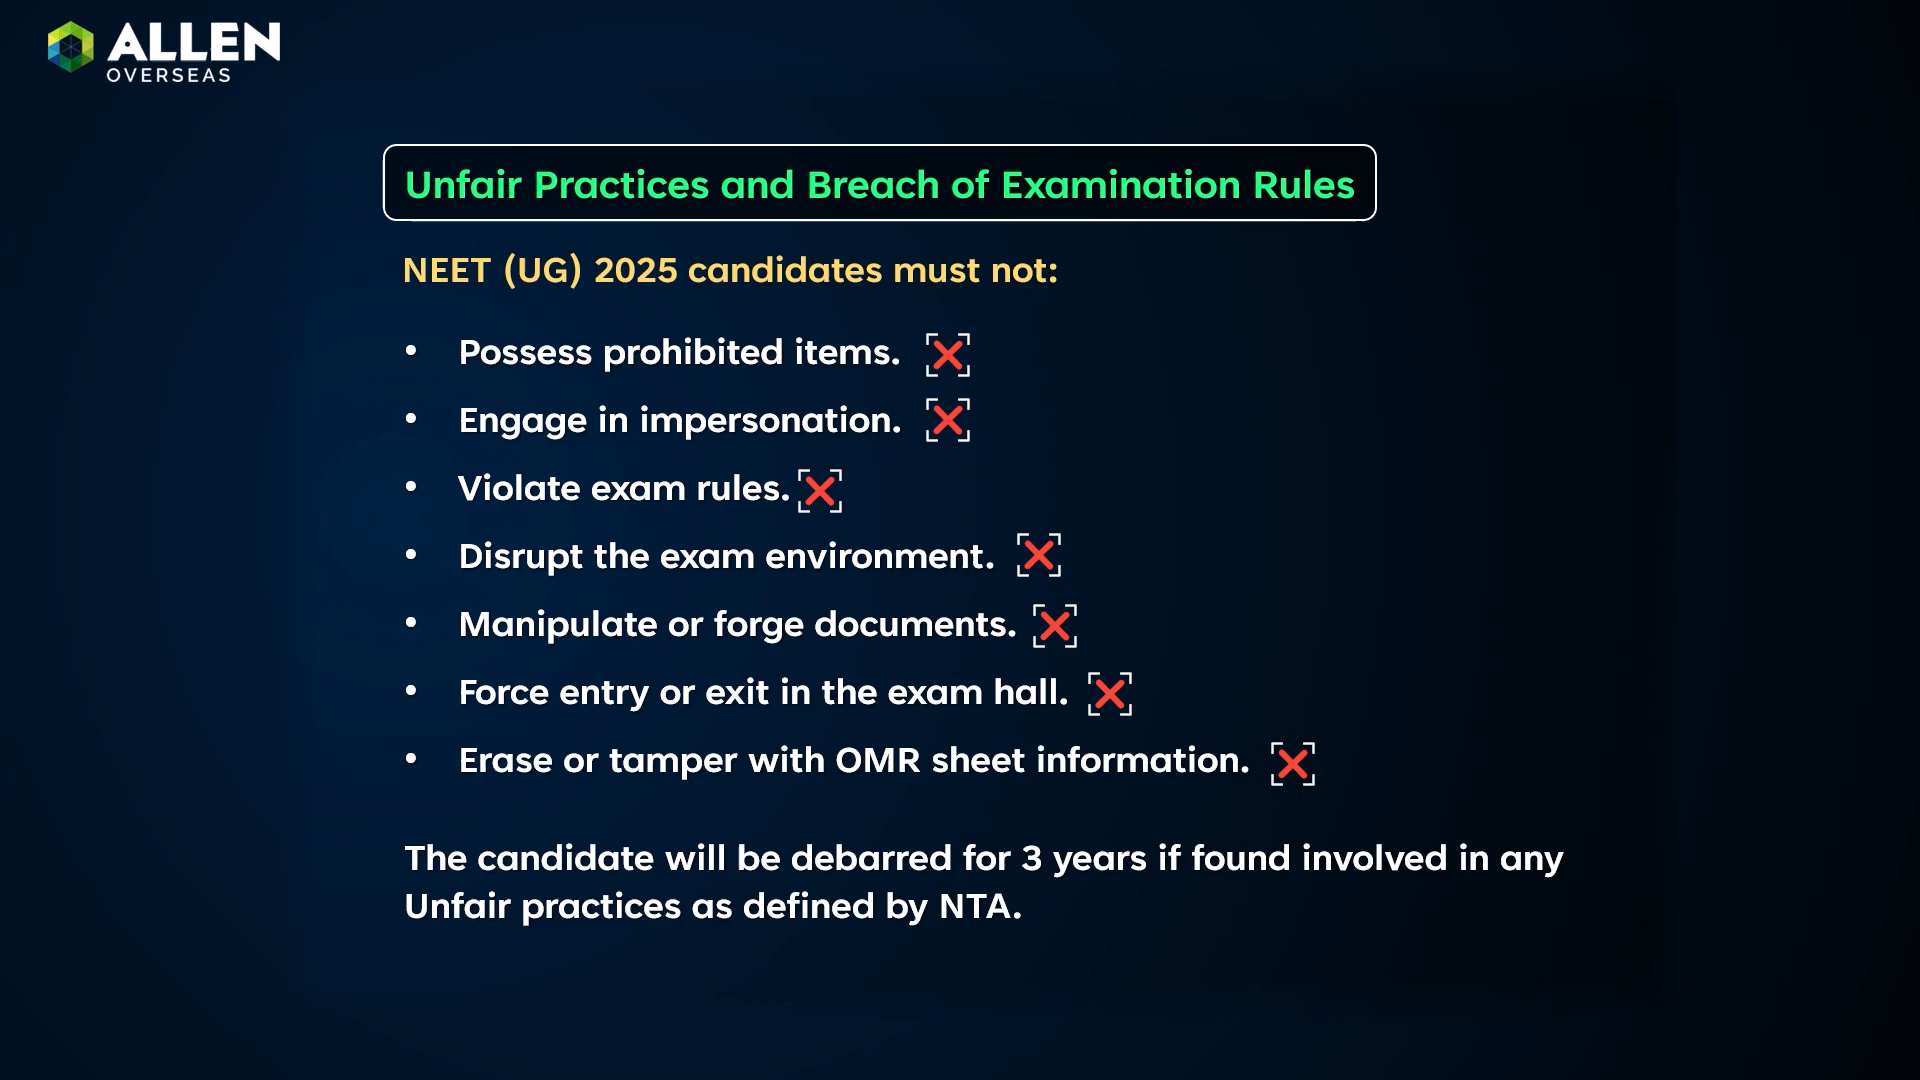 ALLEN
OVERSEAS
Unfair Practices and Breach of Examination Rules
NEET (UG) 2025 candidates must not:
• Possess prohibited items.
• Engage in impersonation.
• Violate exam rules.
• Disrupt the exam environment.
• Manipulate or forge documents.
• Force entry or exit in the exam hall.
• Erase or tamper with OMR sheet information.
The candidate will be debarred for 3 years if found involved in any
Unfair practices as defined by NTA.